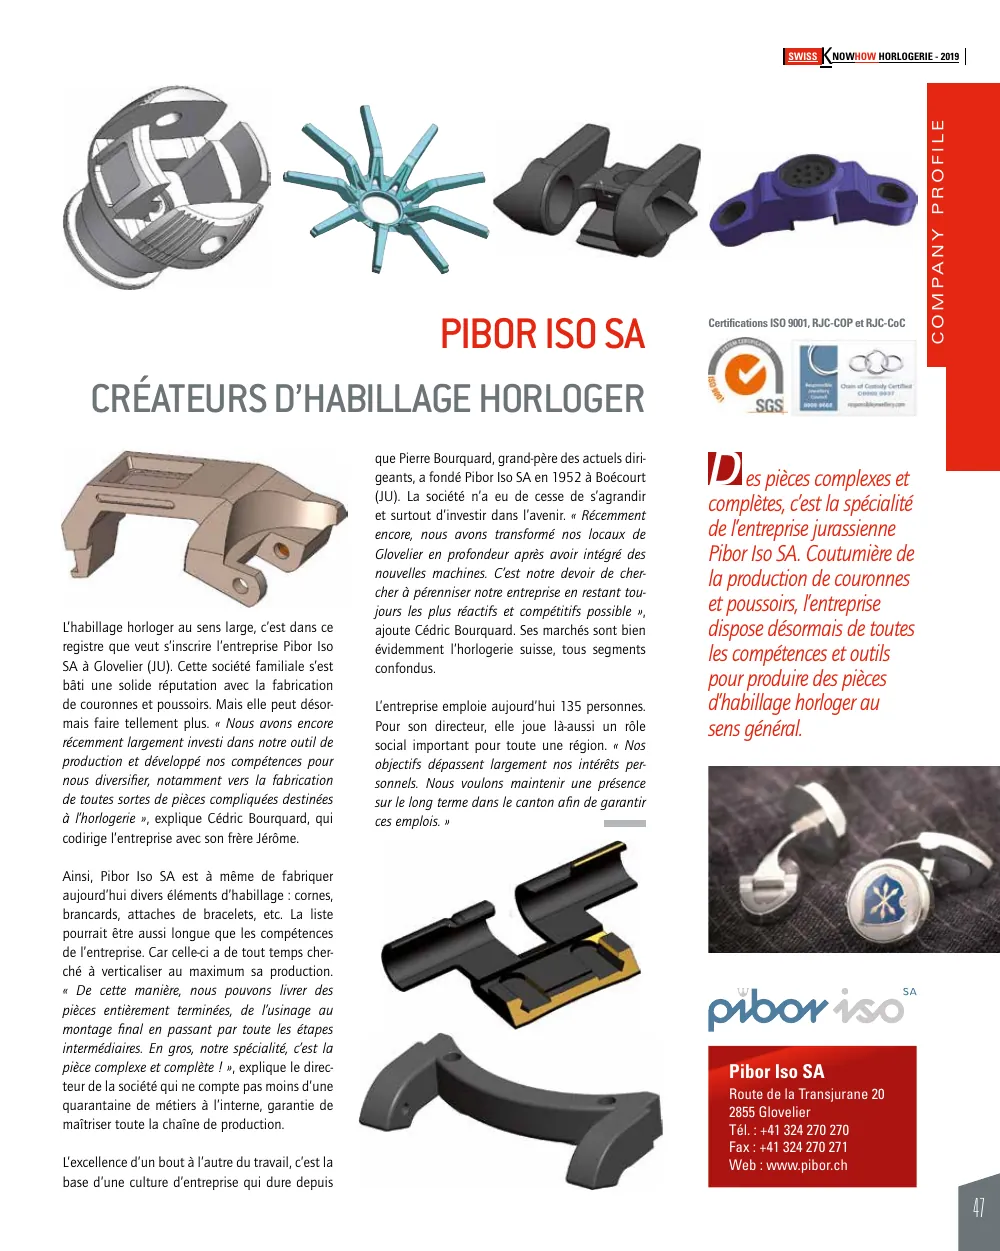 SWISS KNOWHOW HORLOGERIE - 2019
COMPANY PROFILE
PIBOR ISO SA
CRÉATEURS D’HABILLAGE HORLOGER
Certifications ISO 9001, RJC-COP et RJC-CoC
SYSTEM CERTIFICATION
ISO 9001
SGS
Responsible
Jewellery
Council
Chain of Custody Certified
responsiblejewellery.com
L’habillage horloger au sens large, c’est dans ce
registre que veut s’inscrire l’entreprise Pibor Iso
SA à Glovelier (JU). Cette société familiale s’est
bâti une solide réputation avec la fabrication
de couronnes et poussoirs. Mais elle peut désor-
mais faire tellement plus. « Nous avons encore
récemment largement investi dans notre outil de
production et développé nos compétences pour
nous diversifier, notamment vers la fabrication
de toutes sortes de pièces compliquées destinées
à l’horlogerie », explique Cédric Bourquard, qui
codirige l’entreprise avec son frère Jérôme.
Ainsi, Pibor Iso SA est à même de fabriquer
aujourd’hui divers éléments d’habillage : cornes,
brancards, attaches de bracelets, etc. La liste
pourrait être aussi longue que les compétences
de l’entreprise. Car celle-ci a de tout temps cher-
ché à verticaliser au maximum sa production.
« De cette manière, nous pouvons livrer des
pièces entièrement terminées, de l’usinage au
montage final en passant par toute les étapes
intermédiaires. En gros, notre spécialité, c’est la
pièce complexe et complète ! », explique le direc-
teur de la société qui ne compte pas moins d’une
quarantaine de métiers à l’interne, garantie de
maîtriser toute la chaîne de production.
L’excellence d’un bout à l’autre du travail, c’est la
base d’une culture d’entreprise qui dure depuis
que Pierre Bourquard, grand-père des actuels diri-
geants, a fondé Pibor Iso SA en 1952 à Boécourt
(JU). La société n’a eu de cesse de s’agrandir
et surtout d’investir dans l’avenir. « Récemment
encore, nous avons transformé nos locaux de
Glovelier en profondeur après avoir intégré des
nouvelles machines. C’est notre devoir de cher-
cher à pérenniser notre entreprise en restant tou-
jours les plus réactifs et compétitifs possible »,
ajoute Cédric Bourquard. Ses marchés sont bien
évidemment l’horlogerie suisse, tous segments
confondus.
L’entreprise emploie aujourd’hui 135 personnes.
Pour son directeur, elle joue là-aussi un rôle
social important pour toute une région. « Nos
objectifs dépassent largement nos intérêts per-
sonnels. Nous voulons maintenir une présence
sur le long terme dans le canton afin de garantir
ces emplois. »
Des pièces complexes et
complètes, c’est la spécialité
de l’entreprise jurassienne
Pibor Iso SA. Coutumière de
la production de couronnes
et poussoirs, l’entreprise
dispose désormais de toutes
les compétences et outils
pour produire des pièces
d’habillage horloger au
sens général.
pibor iso SA
Pibor Iso SA
Route de la Transjurane 20
2855 Glovelier
Tél. : +41 324 270 270
Fax : +41 324 270 271
Web : www.pibor.ch
47